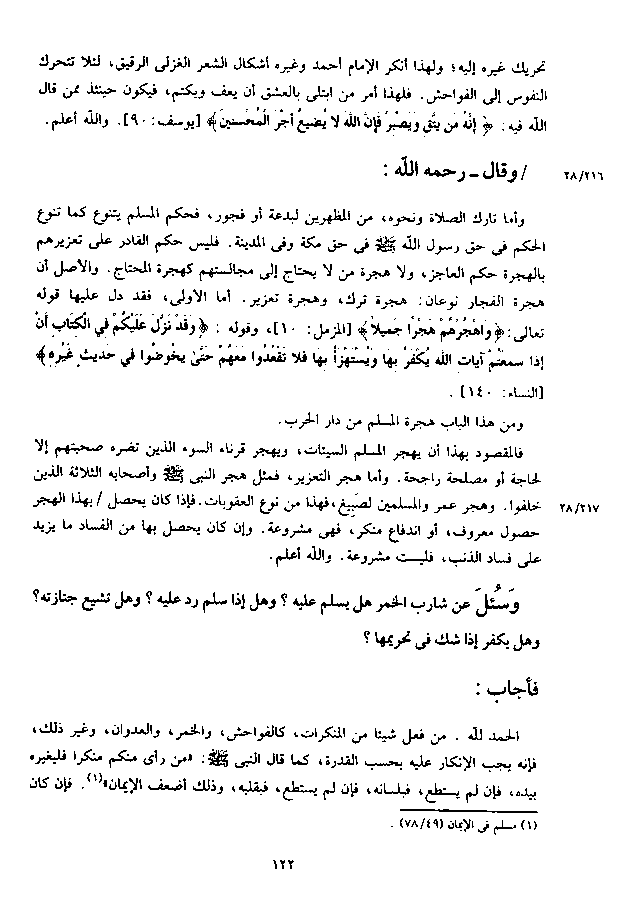 تحريك غيره إليه؛ ولهذا أنكر الإمام أحمد وغيره أشكال الشعر الغزلى الرقيق، لئلا تتحرك
النفوس إلى الفواحش. فلهذا أمر من ابتلى بالعشق أن يعف ويكتم، فيكون حينئذ ممن قال
الله فيه: ﴿ إِنَّهُ مَن يَتَّقِ وَيَصْبِرْ فَإِنَّ اللَّهَ لا يُضِيعُ أَجْرَ الْمُحْسِنِينَ﴾ [يوسف: ٩٠]. والله أعلم.
/ وقال ـ رحمه الله :
٢٨/٢١٦
وأما تارك الصلاة ونحوه، من المظهرين لبدعة أو فجور، فحكم المسلم يتنوع كما تنوع
الحكم فى حق رسول الله ﷺ فى حق مكة وفى المدينة. فليس حكم القادر على تعزيرهم
بالهجرة حكم العاجز، ولا هجرة من لا يحتاج إلى مجالستهم كهجرة المحتاج. والأصل أن
هجرة الفجار نوعان: هجرة ترك، وهجرة تعزير. أما الأولى، فقد دل عليها قوله
تعالى: ﴿وَاهْجُرْهُمْ هَجْرًا جَمِيلاً﴾ [المزمل: ١٠]، وقوله : ﴿وَقَدْ نَزَّلَ عَلَيْكُمْ فِي الْكِتَابِ أَنْ
إِذَا سَمِعْتُمْ آيَاتِ اللَّهِ يُكْفَرُ بِهَا وَيُسْتَهْزَأُ بِهَا فَلا تَقْعُدُوا مَعَهُمْ حَتَّىٰ يَخُوضُوا فِي حَدِيثٍ غَيْرِهِ﴾
[النساء: ١٤٠] .
ومن هذا الباب هجرة المسلم من دار الحرب.
فالمقصود بهذا أن يهجر المسلم السيئات، ويهجر قرناء السوء الذين تضره صحبتهم إلا
لحاجة أو مصلحة راجحة. وأما هجر التعزير، فمثل هجر النبى ﷺ وأصحابه الثلاثة الذين
خلفوا. وهجر عمر والمسلمين لصَبِيغ، فهذا من نوع العقوبات. فإذا كان يحصل / بهذا الهجر
٢٨/٢١٧
حصول معروف، أو اندفاع منكر، فهى مشروعة. وإن كان يحصل بها من الفساد ما يزيد
على فساد الذنب، فليست مشروعة. والله أعلم.
وَسُئلَ عن شارب الخمر هل يسلم عليه ؟ وهل إذا سلم رد عليه ؟ وهل تشيع جنازته؟
وهل يكفر إذا شك فى تحريمها ؟
فأجاب :
الحمد لله . من فعل شيئا من المنكرات، كالفواحش، والخمر، والعدوان، وغير ذلك،
فإنه يجب الإنكار عليه بحسب القدرة، كما قال النبى ﷺ: «من رأى منكم منكرا فليغيره
بيده، فإن لم يستطع، فبلسانه، فإن لم يستطع، فبقلبه، وذلك أضعف الإيمان»(١). فإن كان
(١) مسلم فى الإيمان (٧٨/٤٩) .
١٢٢